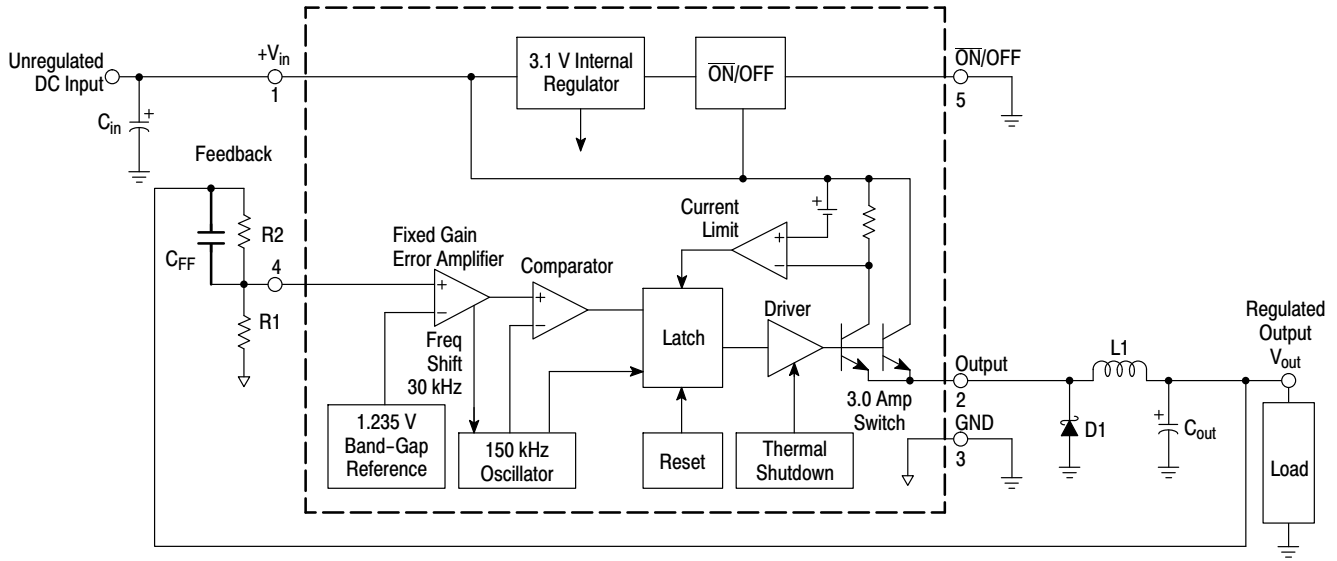 Unregulated
DC Input
+Vin
1
Cin
3.1 V Internal
Regulator
ON/OFF
ON/OFF
5
Feedback
CFF
R2
R1
4
Fixed Gain
Error Amplifier
Comparator
Current
Limit
+
+
+
−
+
−
+
−
Freq
Shift
30 kHz
Latch
Driver
Output
2
3.0 Amp
Switch
GND
3
1.235 V
Band-Gap
Reference
150 kHz
Oscillator
Reset
Thermal
Shutdown
L1
D1
+
Cout
Regulated
Output
Vout
Load